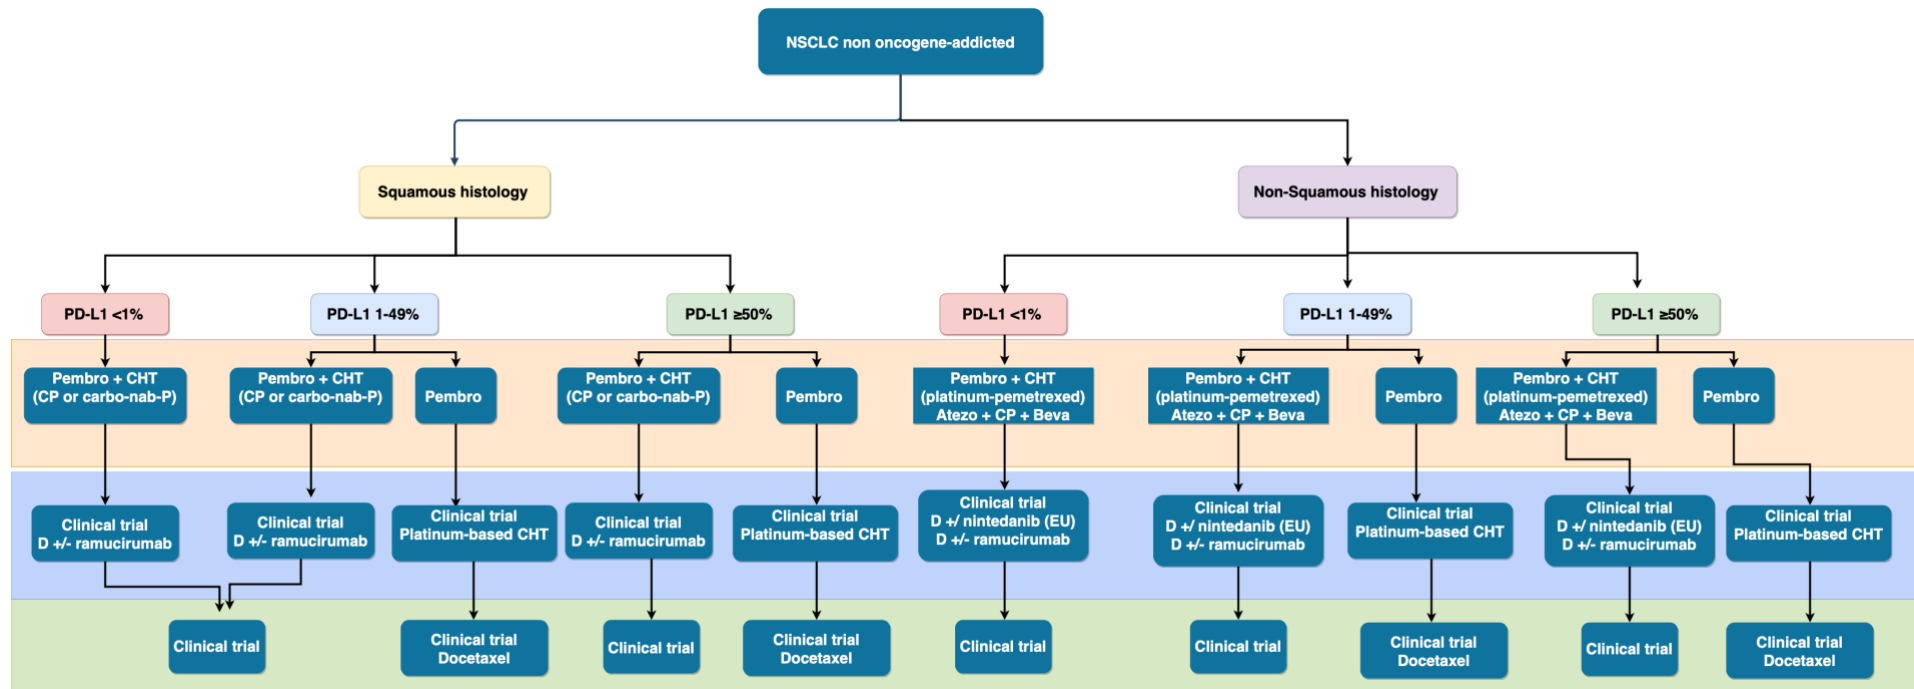 NSCLC non oncogene-addicted
Squamous histology
Non-Squamous histology
PD-L1 <1%
PD-L1 1-49%
PD-L1 ≥50%
PD-L1 <1%
PD-L1 1-49%
PD-L1 ≥50%
Pembro + CHT
(CP or carbo-nab-P)
Pembro + CHT
(CP or carbo-nab-P)
Pembro
Pembro + CHT
(CP or carbo-nab-P)
Pembro
Pembro + CHT
(platinum-pemetrexed)
Atezo + CP + Beva
Pembro + CHT
(platinum-pemetrexed)
Atezo + CP + Beva
Pembro
Pembro + CHT
(platinum-pemetrexed)
Atezo + CP + Beva
Pembro
Clinical trial
D +/- ramucirumab
Clinical trial
D +/- ramucirumab
Clinical trial
Platinum-based CHT
Clinical trial
D +/- ramucirumab
Clinical trial
Platinum-based CHT
Clinical trial
D +/ nintedanib (EU)
D +/- ramucirumab
Clinical trial
D +/ nintedanib (EU)
D +/- ramucirumab
Clinical trial
Platinum-based CHT
Clinical trial
D +/ nintedanib (EU)
D +/- ramucirumab
Clinical trial
Platinum-based CHT
Clinical trial
Clinical trial
Docetaxel
Clinical trial
Clinical trial
Docetaxel
Clinical trial
Clinical trial
Clinical trial
Docetaxel
Clinical trial
Clinical trial
Docetaxel